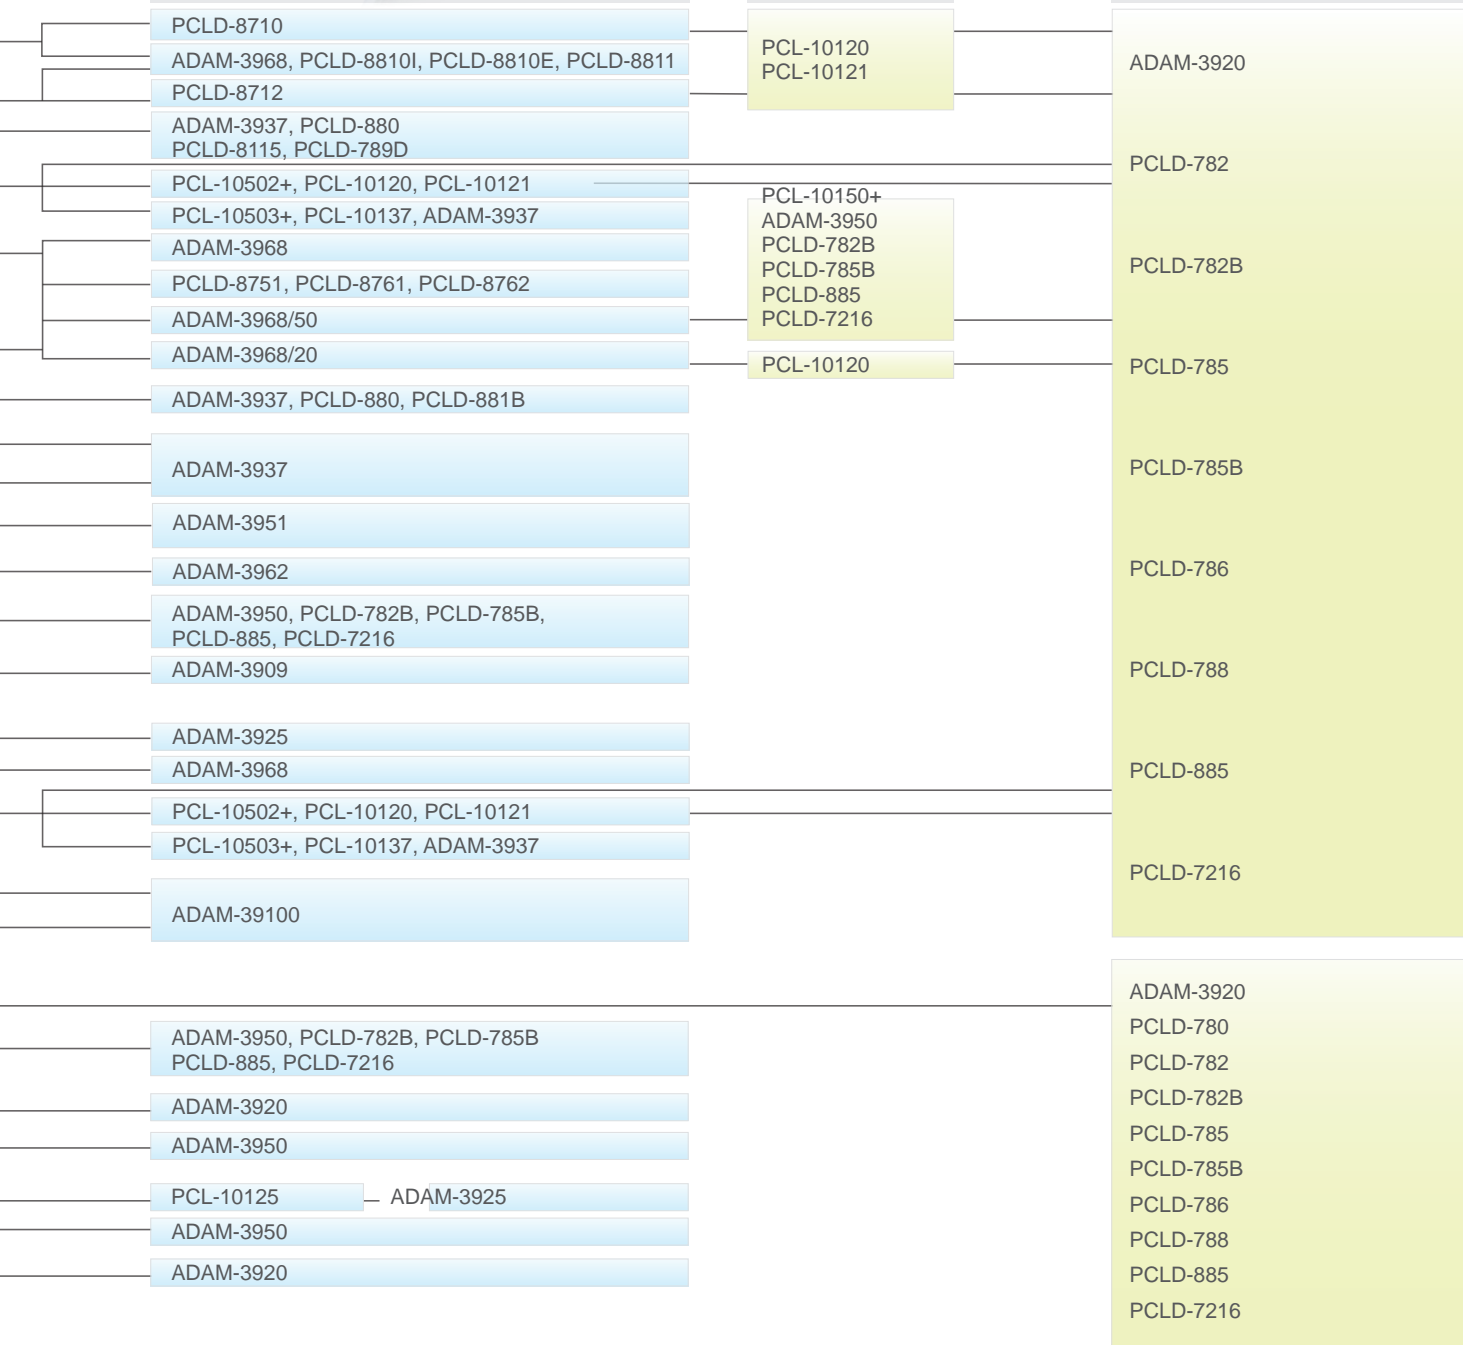 PCLD-8710
ADAM-3968, PCLD-8810I, PCLD-8810E, PCLD-8811
PCLD-8712
ADAM-3937, PCLD-880
PCLD-8115, PCLD-789D
PCL-10502+, PCL-10120, PCL-10121
PCL-10503+, PCL-10137, ADAM-3937
ADAM-3968
PCLD-8751, PCLD-8761, PCLD-8762
ADAM-3968/50
ADAM-3968/20
ADAM-3937, PCLD-880, PCLD-881B
ADAM-3937
ADAM-3951
ADAM-3962
ADAM-3950, PCLD-782B, PCLD-785B,
PCLD-885, PCLD-7216
ADAM-3909
ADAM-3925
ADAM-3968
PCL-10502+, PCL-10120, PCL-10121
PCL-10503+, PCL-10137, ADAM-3937
ADAM-39100
ADAM-3950, PCLD-782B, PCLD-785B
PCLD-885, PCLD-7216
ADAM-3920
ADAM-3950
PCL-10125 ADAM-3925
ADAM-3950
ADAM-3920
PCL-10120
PCL-10121
PCL-10150+
ADAM-3950
PCLD-782B
PCLD-785B
PCLD-885
PCLD-7216
PCL-10120
ADAM-3920
PCLD-782
PCLD-782B
PCLD-785
PCLD-785B
PCLD-786
PCLD-788
PCLD-885
PCLD-7216
ADAM-3920
PCLD-780
PCLD-782
PCLD-782B
PCLD-785
PCLD-785B
PCLD-786
PCLD-788
PCLD-885
PCLD-7216